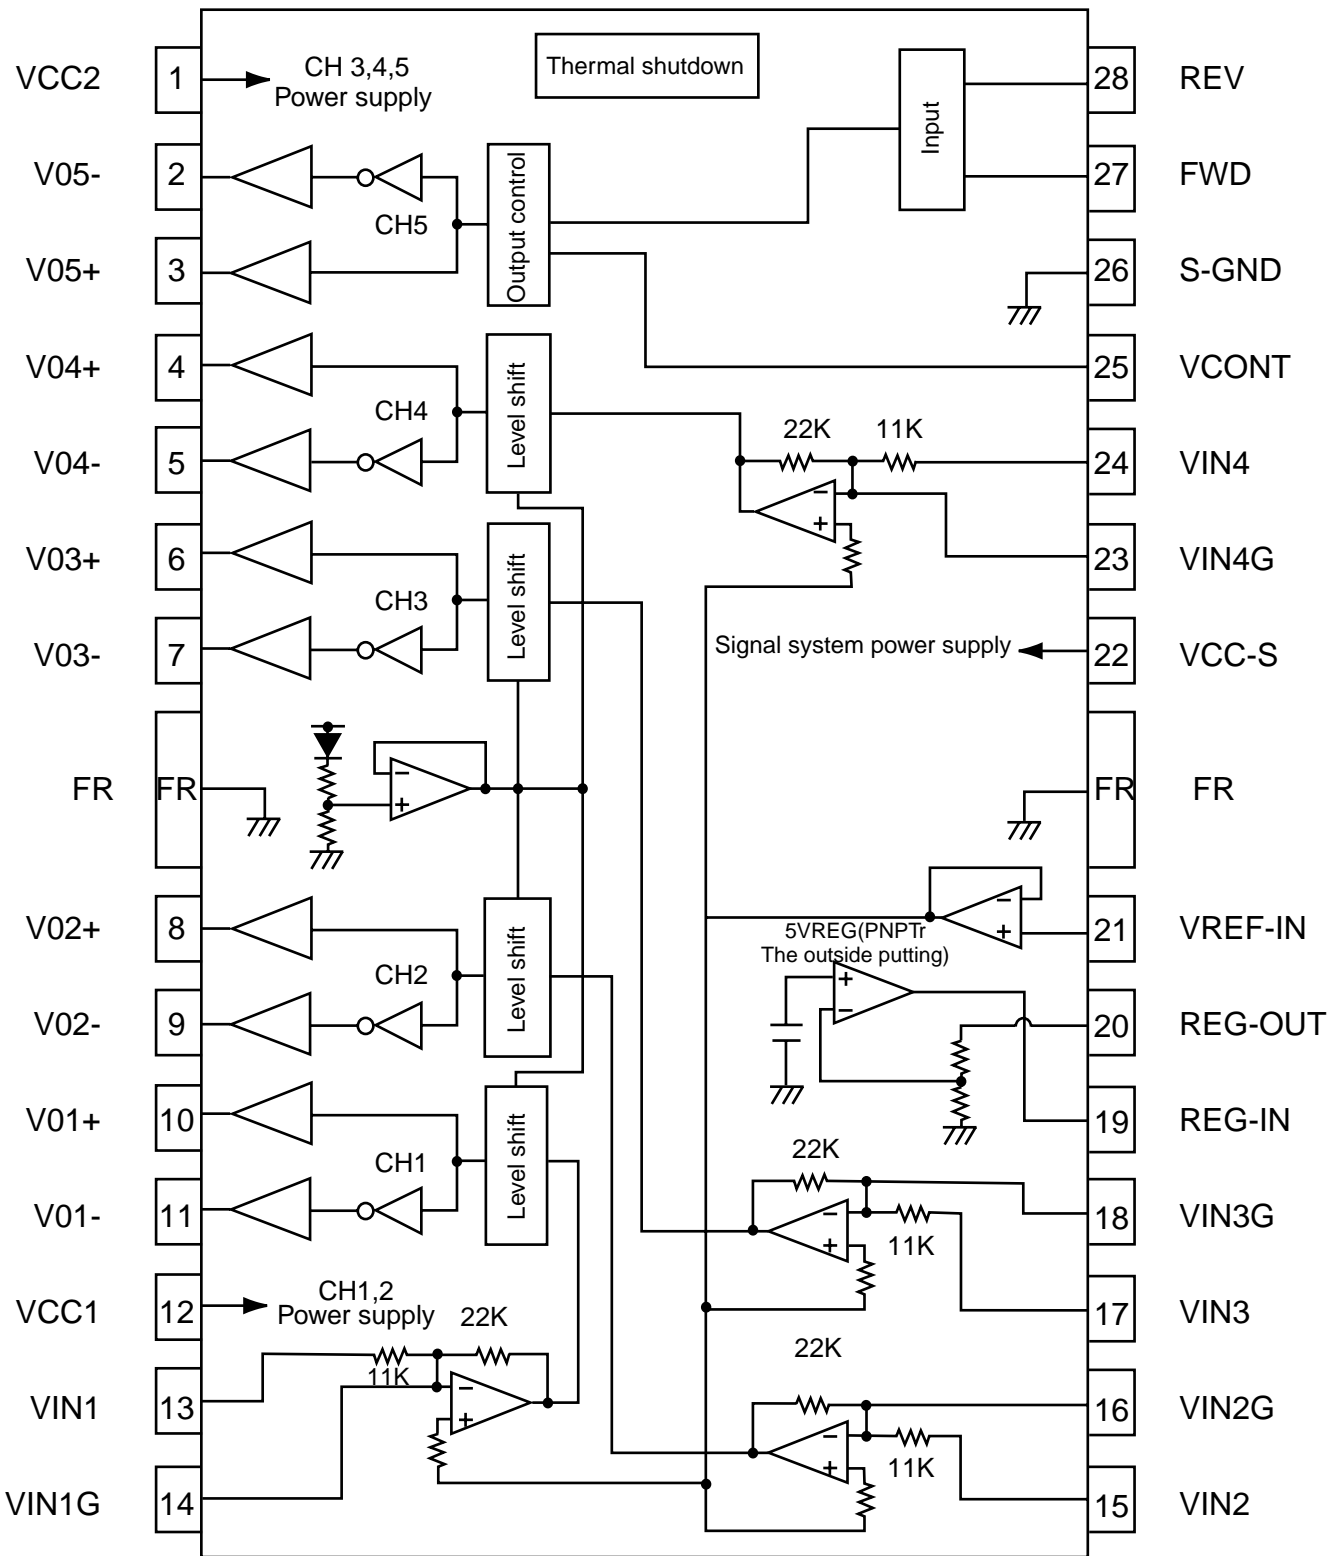 VCC2 1 CH 3,4,5 Thermal shutdown 28 REV
Power supply
Input
V05- 2 27 FWD
CH5
Output control
V05+ 3 26 S-GND
V04+ 4 25 VCONT
CH4
Level shift
22K 11K
V04- 5 24 VIN4
−
+
V03+ 6 23 VIN4G
CH3
Level shift
V03- 7 Signal system power supply 22 VCC-S
FR FR − + FR FR
−
V02+ 8 + 21 VREF-IN
5VREG(PNPTr
The outside putting)
CH2
Level shift
+
−
V02- 9 20 REG-OUT
V01+ 10 19 REG-IN
CH1
Level shift
22K
V01- 11 − 18 VIN3G
+ 11K
VCC1 12 CH1,2 17 VIN3
Power supply 22K
22K
11K
VIN1 13 − 16 VIN2G
+ −
+ 11K
VIN1G 14 15 VIN2